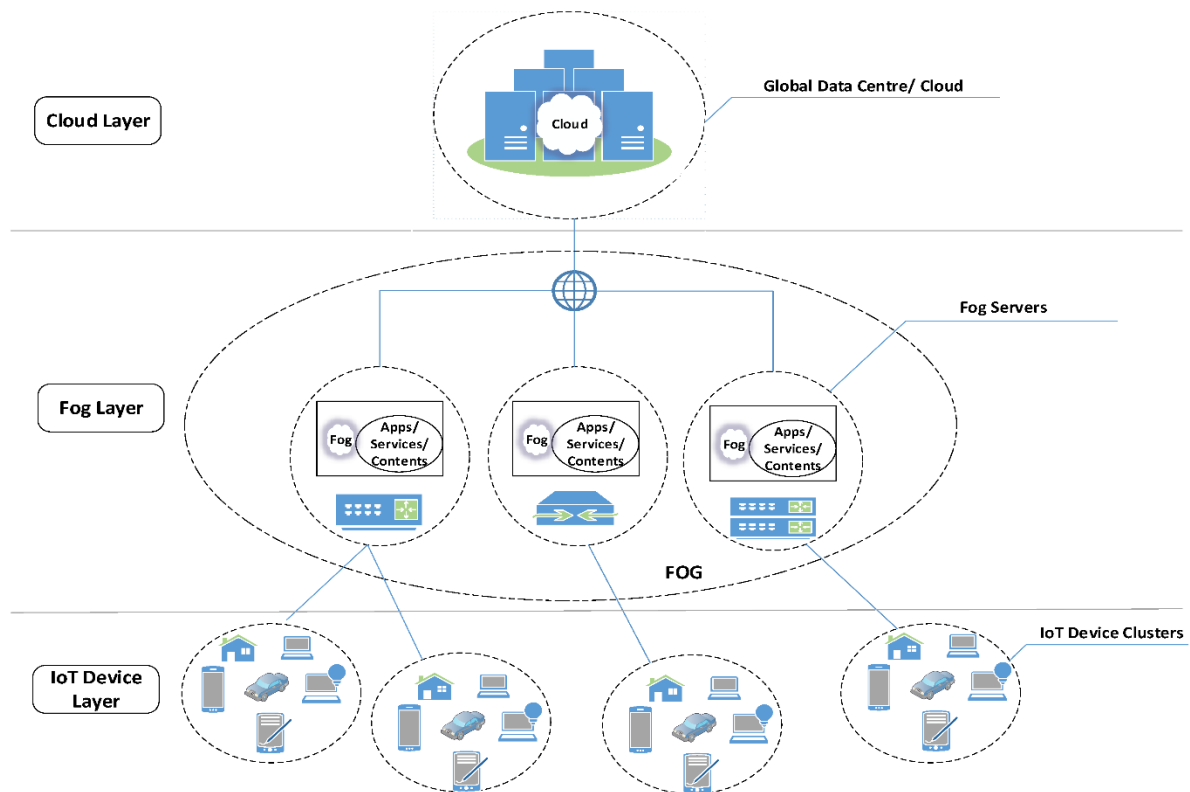 Cloud Layer
Cloud
Global Data Centre/ Cloud
Fog Servers
Fog Layer
Fog
Apps/
Services/
Contents
Fog
Apps/
Services/
Contents
Fog
Apps/
Services/
Contents
FOG
IoT Device Clusters
IoT Device
Layer